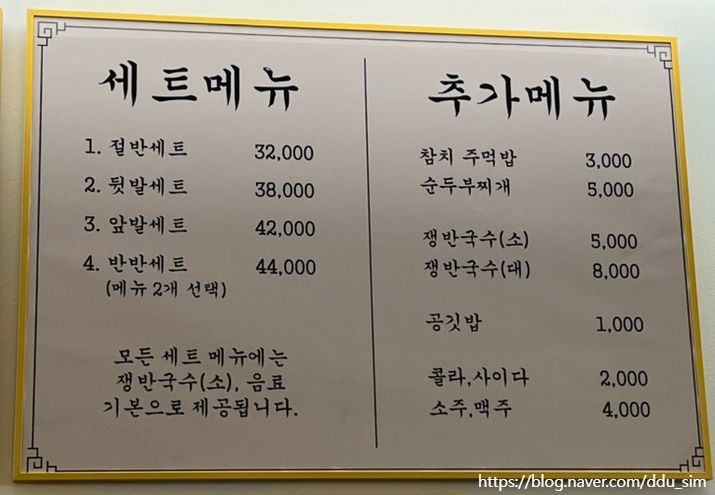 세트메뉴
1. 절반세트 32,000
2. 뒷발세트 38,000
3. 앞발세트 42,000
4. 반반세트 44,000
(메뉴 2개 선택)
모든 세트 메뉴에는
쟁반국수(소), 음료
기본으로 제공됩니다.
추가메뉴
참치 주먹밥 3,000
순두부찌개 5,000
쟁반국수(소) 5,000
쟁반국수(대) 8,000
공깃밥 1,000
콜라,사이다 2,000
소주,맥주 4,000
https://blog.naver.com/ddu_sim